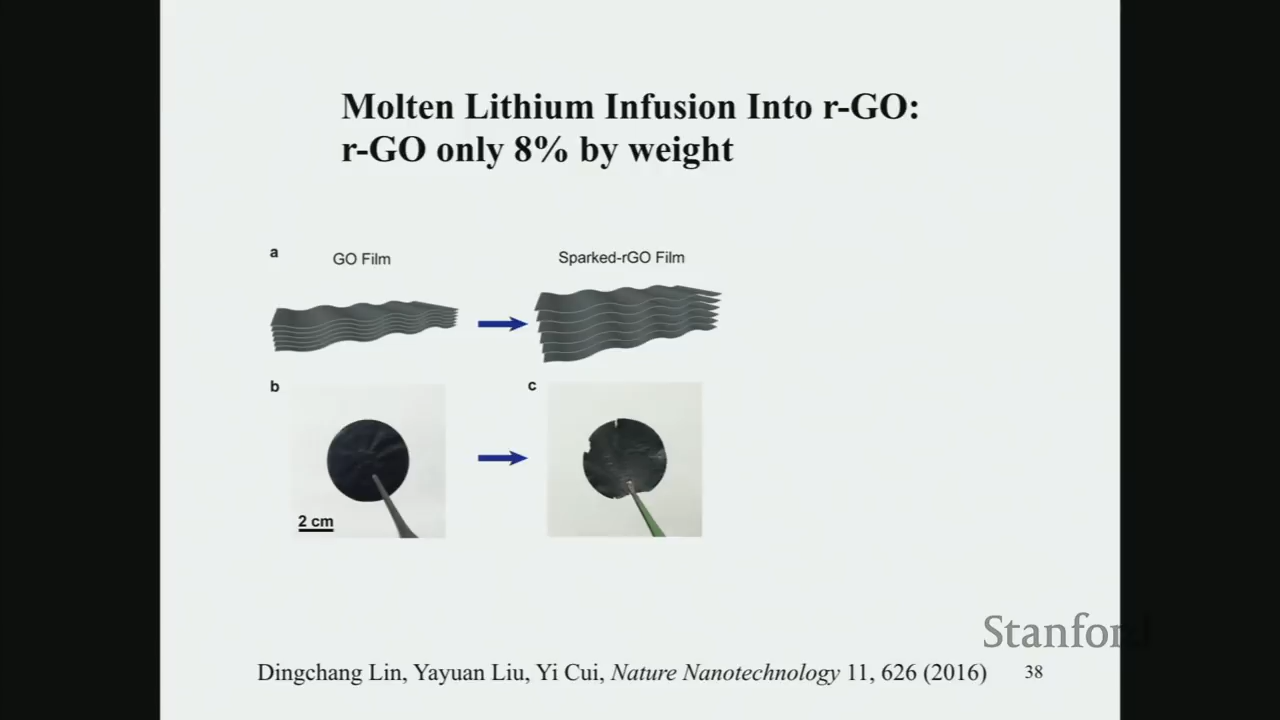 Molten Lithium Infusion Into r-GO:
r-GO only 8% by weight
a
GO Film
Sparked-rGO Film
b
c
2 cm
Stanford
Dingchang Lin, Yayuan Liu, Yi Cui, Nature Nanotechnology 11, 626 (2016)
38